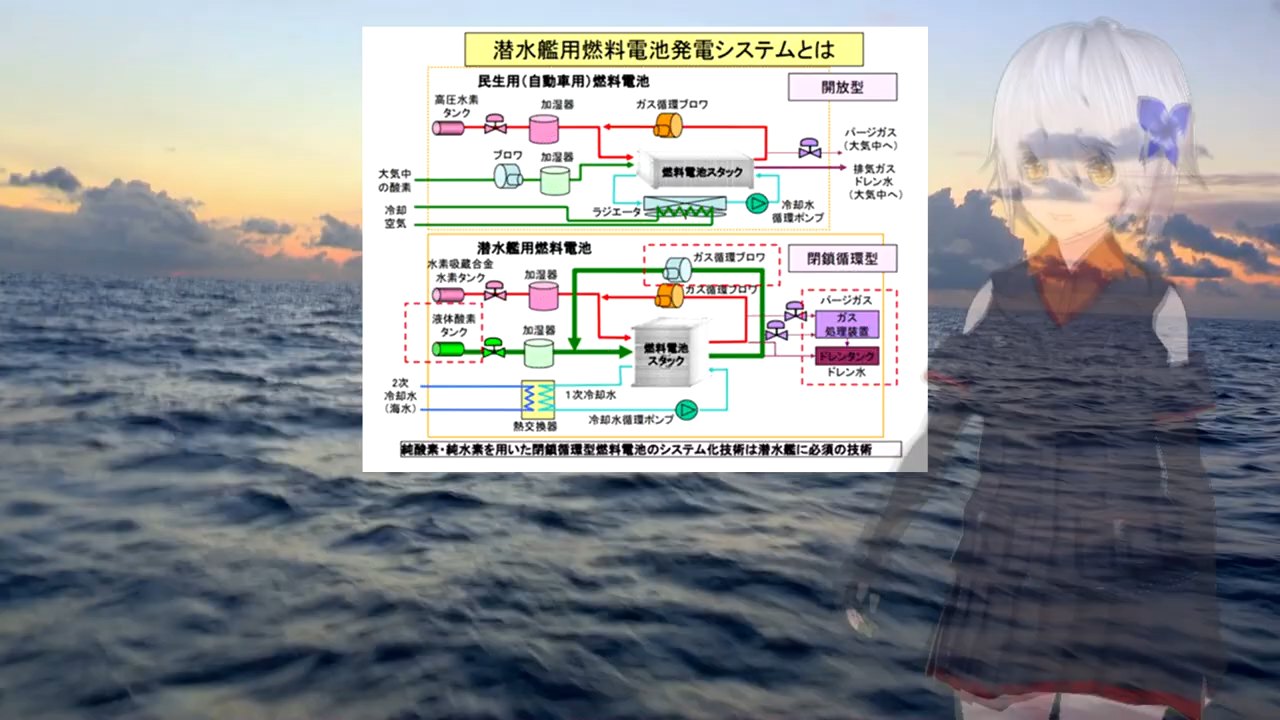 潜水艦用燃料電池発電システムとは
民生用(自動車用)燃料電池
開放型
高圧水素
タンク
加湿器
ガス循環ブロワ
パージガス
(大気中へ)
ブロワ
加湿器
大気中
の酸素
燃料電池スタック
排気ガス
ドレン水
(大気中へ)
冷却
空気
ラジエータ
冷却水
循環ポンプ
潜水艦用燃料電池
閉鎖循環型
水素吸蔵合金
水素タンク
加湿器
ガス循環ブロワ
ガス循環ブロワ
パージガス
ガス
処理装置
液体酸素
タンク
加湿器
燃料電池
スタック
ドレンタンク
ドレン水
2次
冷却水
(海水)
1次冷却水
熱交換器
冷却水循環ポンプ
純酸素・純水素を用いた閉鎖循環型燃料電池のシステム化技術は潜水艦に必須の技術